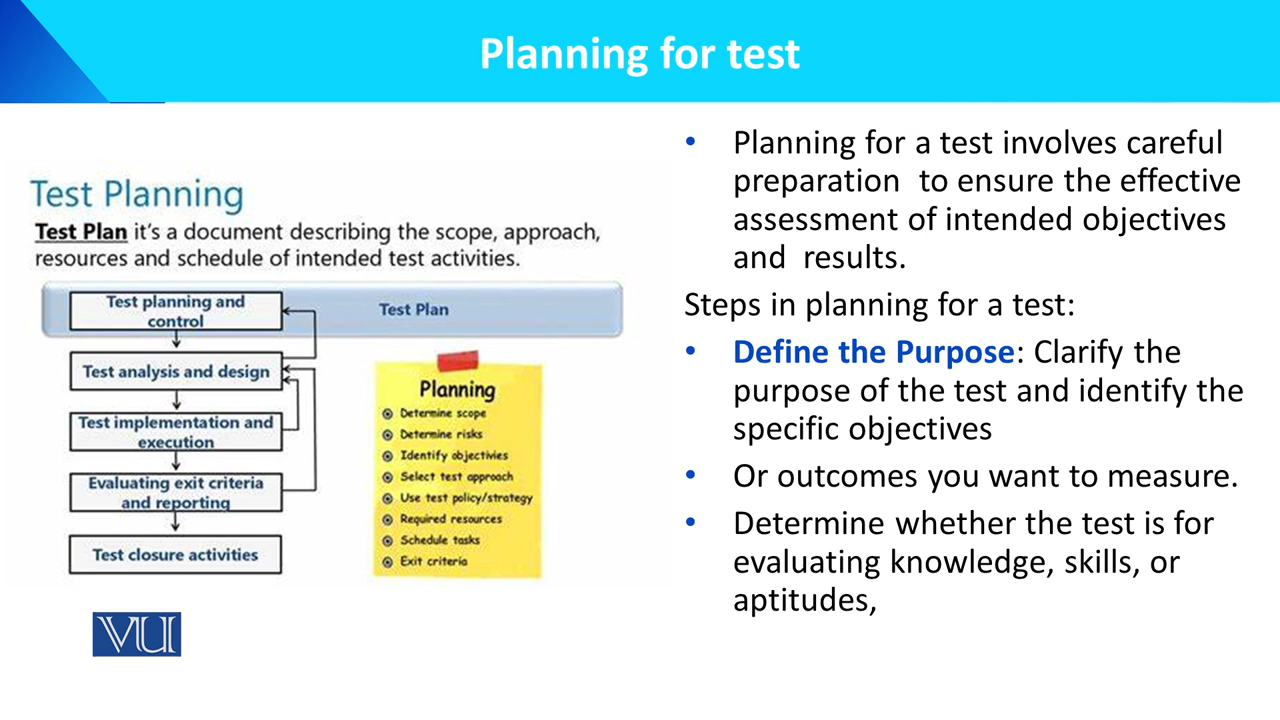 Planning for test
Test Planning
Test Plan it's a document describing the scope, approach,
resources and schedule of intended test activities.
Test planning and
control
Test Plan
Test analysis and design
Test implementation and
execution
Evaluating exit criteria
and reporting
Test closure activities
Planning
Determine scope
Determine risks
Identify objectivies
Select test approach
Use test policy/strategy
Required resources
Schedule tasks
Exit criteria
VU
• Planning for a test involves careful
preparation to ensure the effective
assessment of intended objectives
and results.
Steps in planning for a test:
• Define the Purpose: Clarify the
purpose of the test and identify the
specific objectives
• Or outcomes you want to measure.
• Determine whether the test is for
evaluating knowledge, skills, or
aptitudes,